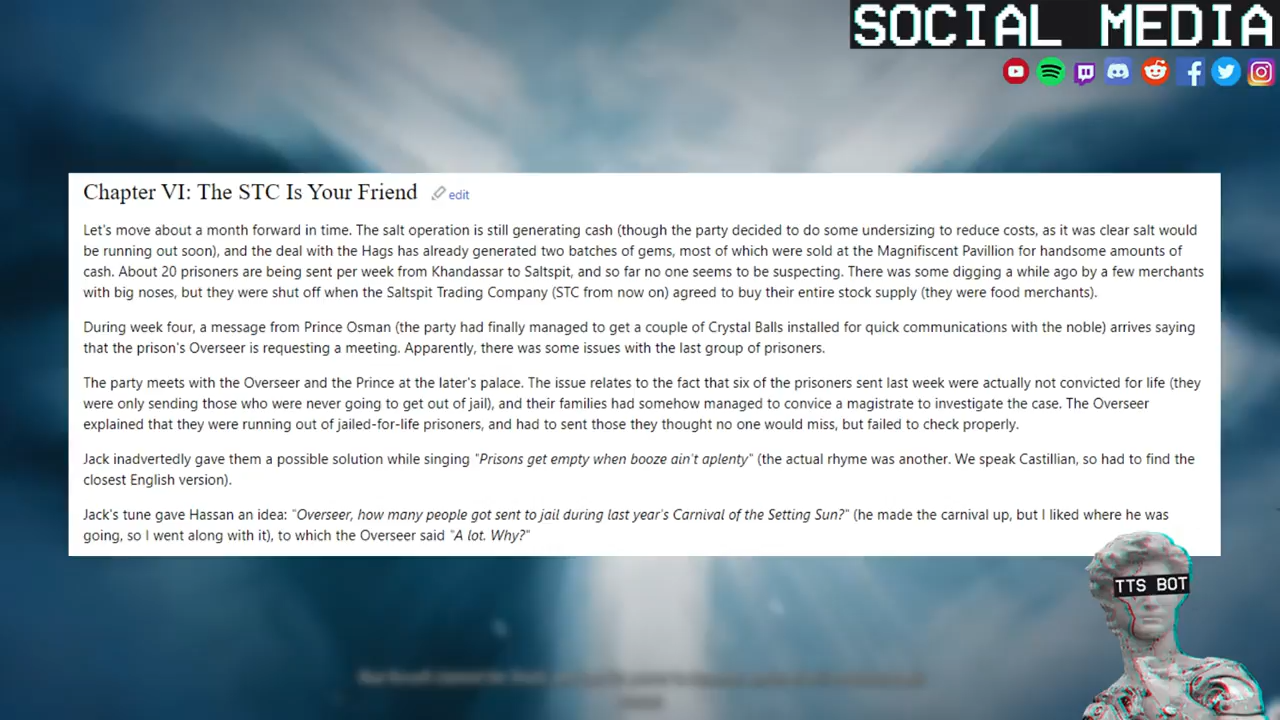 SOCIAL MEDIA
Chapter VI: The STC Is Your Friend edit
Let's move about a month forward in time. The salt operation is still generating cash (though the party decided to do some undersizing to reduce costs, as it was clear salt would
be running out soon), and the deal with the Hags has already generated two batches of gems, most of which were sold at the Magnifiscent Pavillion for handsome amounts of
cash. About 20 prisoners are being sent per week from Khandassar to Saltspit, and so far no one seems to be suspecting. There was some digging a while ago by a few merchants
with big noses, but they were shut off when the Saltspit Trading Company (STC from now on) agreed to buy their entire stock supply (they were food merchants).
During week four, a message from Prince Osman (the party had finally managed to get a couple of Crystal Balls installed for quick communications with the noble) arrives saying
that the prison's Overseer is requesting a meeting. Apparently, there was some issues with the last group of prisoners.
The party meets with the Overseer and the Prince at the later's palace. The issue relates to the fact that six of the prisoners sent last week were actually not convicted for life (they
were only sending those who were never going to get out of jail), and their families had somehow managed to convice a magistrate to investigate the case. The Overseer
explained that they were running out of jailed-for-life prisoners, and had to sent those they thought no one would miss, but failed to check properly.
Jack inadvertedly gave them a possible solution while singing "Prisons get empty when booze ain't aplenty" (the actual rhyme was another. We speak Castillian, so had to find the
closest English version).
Jack's tune gave Hassan an idea: "Overseer, how many people got sent to jail during last year's Carnival of the Setting Sun?" (he made the carnival up, but I liked where he was
going, so I went along with it), to which the Overseer said "A lot. Why?"
TTS BOT